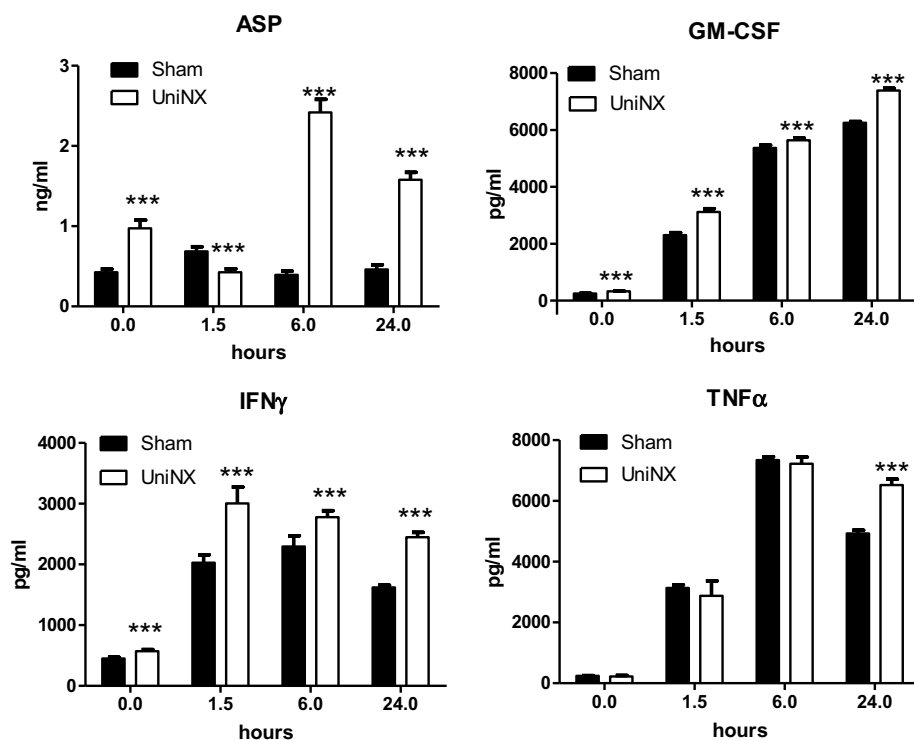 ASP
Sham
UniNX
3
2
1
0
ng/ml
***
***
***
***
0.0 1.5 6.0 24.0
hours
GM-CSF
Sham
UniNX
8000
6000
4000
2000
0
pg/ml
***
***
***
***
0.0 1.5 6.0 24.0
hours
IFNγ
Sham
UniNX
4000
3000
2000
1000
0
pg/ml
***
***
***
***
0.0 1.5 6.0 24.0
hours
TNFα
Sham
UniNX
8000
6000
4000
2000
0
pg/ml
***
0.0 1.5 6.0 24.0
hours